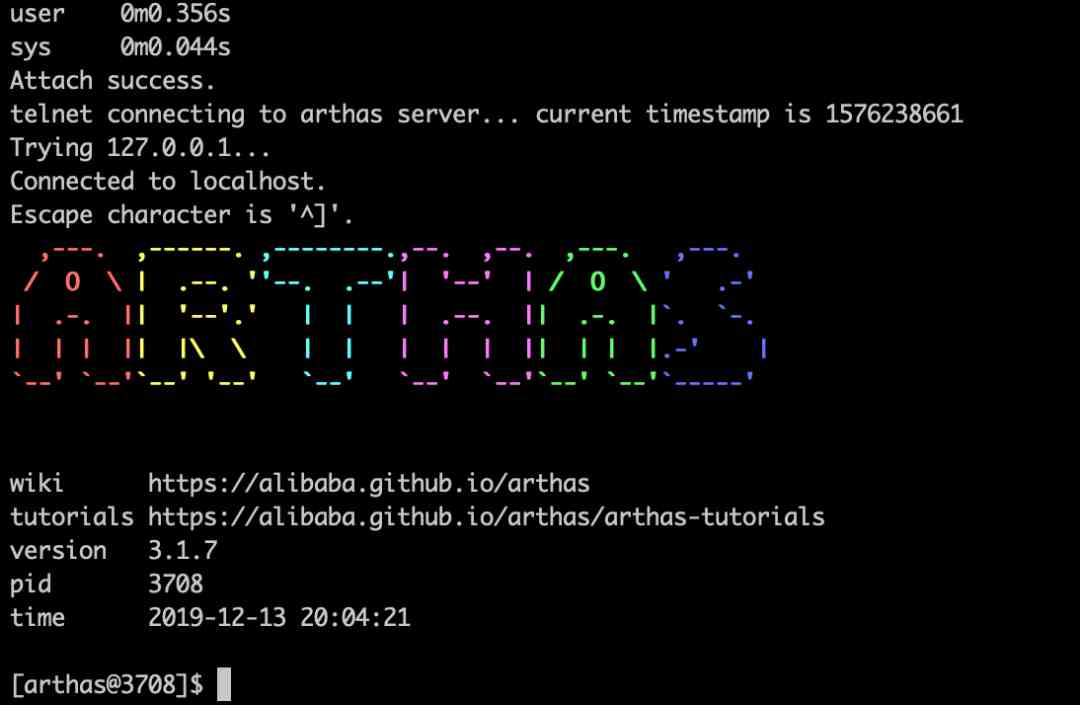 user    0m0.356s
sys     0m0.044s
Attach success.
telnet connecting to arthas server... current timestamp is 1576238661
Trying 127.0.0.1...
Connected to localhost.
Escape character is '^]'.
ARTHAS
wiki      https://alibaba.github.io/arthas
tutorials https://alibaba.github.io/arthas/arthas-tutorials
version   3.1.7
pid       3708
time      2019-12-13 20:04:21
[arthas@3708]$